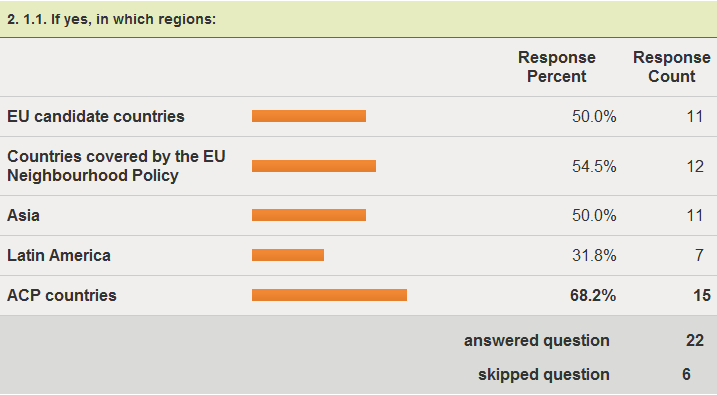 2. 1.1. If yes, in which regions:
Response Percent Response Count
EU candidate countries 50.0% 11
Countries covered by the EU Neighbourhood Policy 54.5% 12
Asia 50.0% 11
Latin America 31.8% 7
ACP countries 68.2% 15
answered question 22
skipped question 6